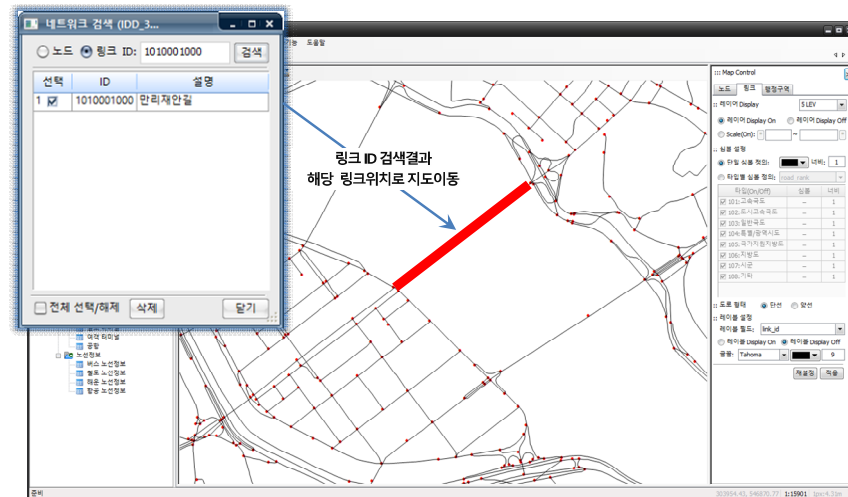 네트워크 검색 (IDD_3...
노드 링크 ID: 1010001000 검색
선택 ID 설명
1 1010001000 만리재안길
전체 선택/해제 삭제 닫기
도움말
링크 ID 검색결과
해당 링크위치로 지도이동
여객 터미널
공항
노선정보
버스 노선정보
철도 노선정보
해운 노선정보
항공 노선정보
준비
::: Map Control
노드 링크 행정구역
:: 레이어 Display 5 LEV
레이어 Display On 레이어 Display Off
Scale(On): ~
:: 심볼 설정
단일 심볼 정의: 너비: 1
타입별 심볼 정의: road_rank
타입(On/Off) 심볼 너비
101:고속국도 -- 1
102:도시고속국도 -- 1
103:일반국도 -- 1
104:특별/광역시도 -- 1
105:국가지원지방도 -- 1
106:지방도 -- 1
107:시군 -- 1
108:기타 -- 1
:: 도로 형태 단선 양선
:: 레이블 설정
레이블 필드: link_id
레이블 Display On 레이블 Display Off
글꼴: Tahoma 9
재설정 적용
1:15901